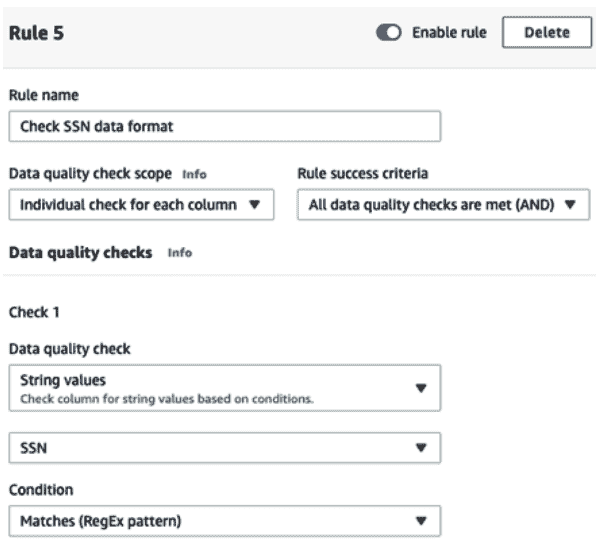 Rule 5
Enable rule
Delete
Rule name
Check SSN data format
Data quality check scope Info
Rule success criteria
Individual check for each column
All data quality checks are met (AND)
Data quality checks Info
Check 1
Data quality check
String values
Check column for string values based on conditions.
SSN
Condition
Matches (RegEx pattern)